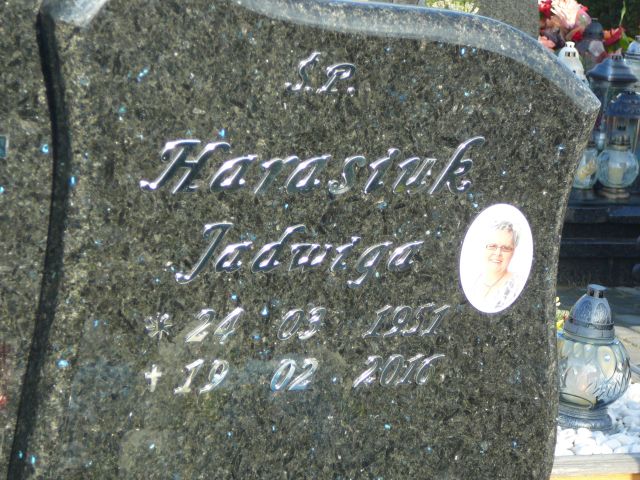 Ś.P.
Harasiuk
Jadwiga
* 24 03 1951
+ 19 02 2016